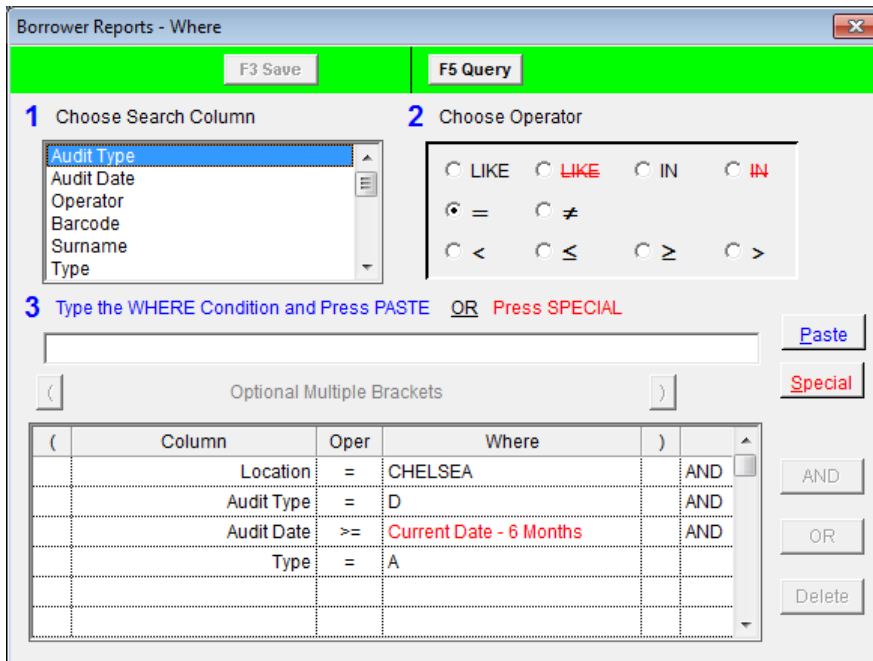 Borrower Reports - Where
F3 Save F5 Query
1 Choose Search Column 2 Choose Operator
Audit Type
Audit Date
Operator
Barcode
Surname
Type
LIKE LIKE IN IN
= ≠
< ≤ ≥ >
3 Type the WHERE Condition and Press PASTE OR Press SPECIAL
Paste
Special
( Optional Multiple Brackets )
( Column Oper Where )
Location = CHELSEA AND
Audit Type = D AND
Audit Date >= Current Date - 6 Months AND
Type = A
AND
OR
Delete